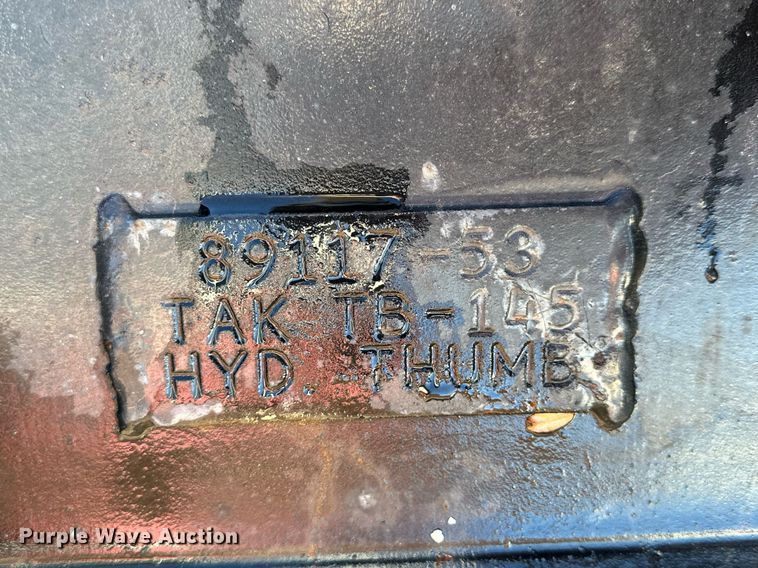 89117-53
TAK TB-145
HYD. THUMB
Purple Wave Auction